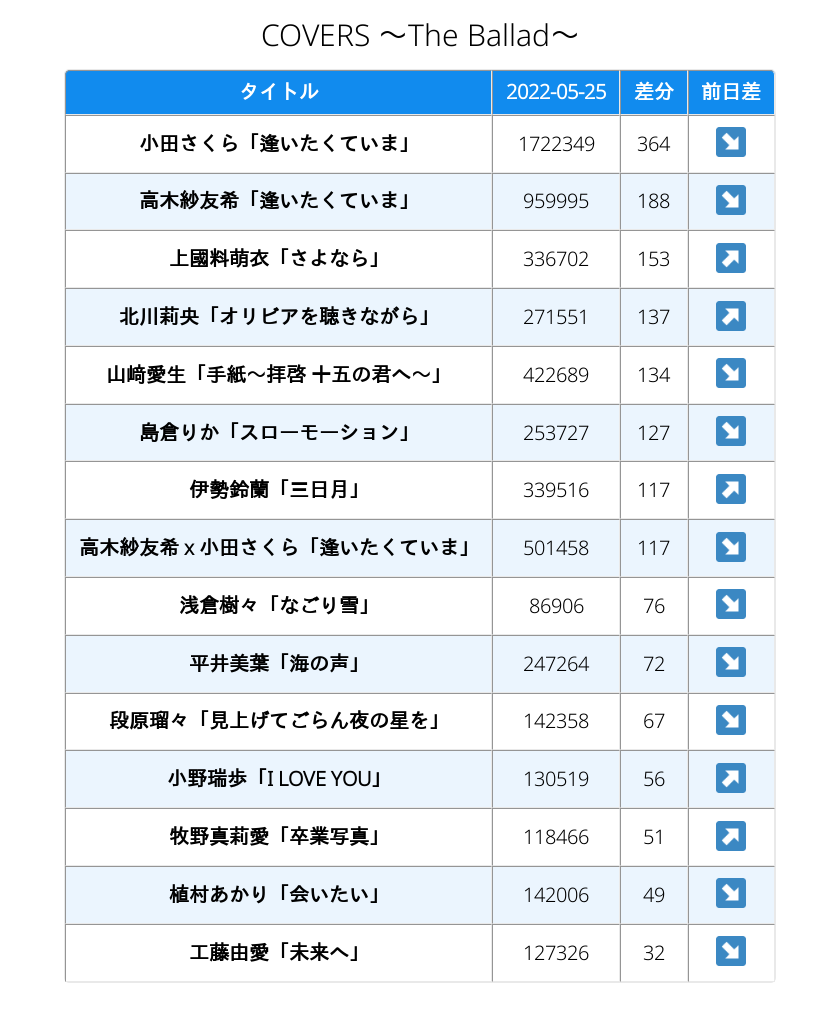 COVERS ～The Ballad～
タイトル 2022-05-25 差分 前日差
小田さくら「逢いたくていま」 1722349 364 ↘
高木紗友希「逢いたくていま」 959995 188 ↘
上國料萌衣「さよなら」 336702 153 ↗
北川莉央「オリビアを聴きながら」 271551 137 ↗
山﨑愛生「手紙～拝啓 十五の君へ～」 422689 134 ↘
島倉りか「スローモーション」 253727 127 ↘
伊勢鈴蘭「三日月」 339516 117 ↗
高木紗友希 x 小田さくら「逢いたくていま」 501458 117 ↘
浅倉樹々「なごり雪」 86906 76 ↘
平井美葉「海の声」 247264 72 ↘
段原瑠々「見上げてごらん夜の星を」 142358 67 ↘
小野瑞歩「I LOVE YOU」 130519 56 ↗
牧野真莉愛「卒業写真」 118466 51 ↗
植村あかり「会いたい」 142006 49 ↘
工藤由愛「未来へ」 127326 32 ↘